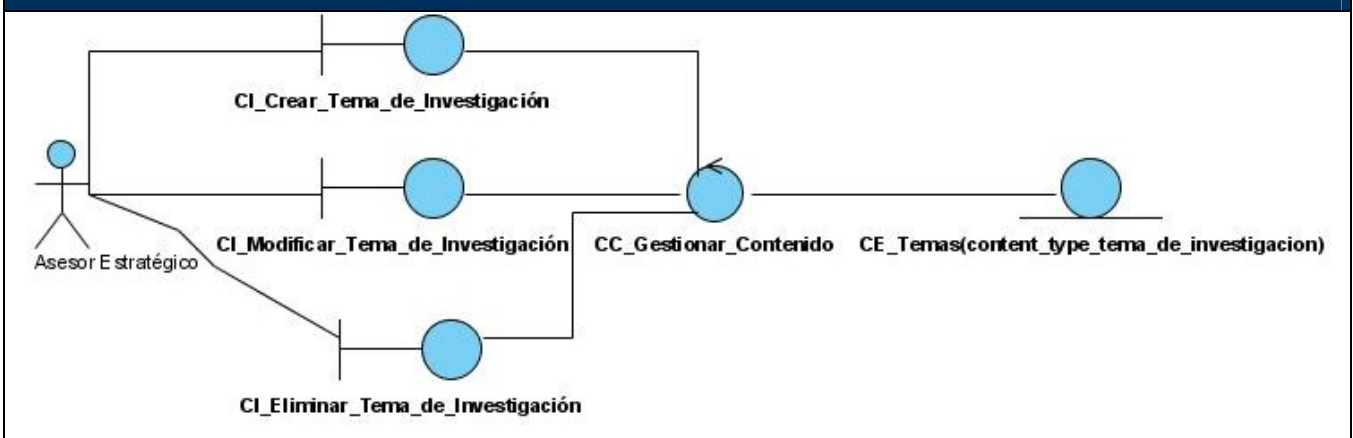 CI_Crear_Tema_de_Investigación
Asesor Estratégico
CI_Modificar_Tema_de_Investigación
CC_Gestionar_Contenido
CE_Temas(content_type_tema_de_investigacion)
CI_Eliminar_Tema_de_Investigación